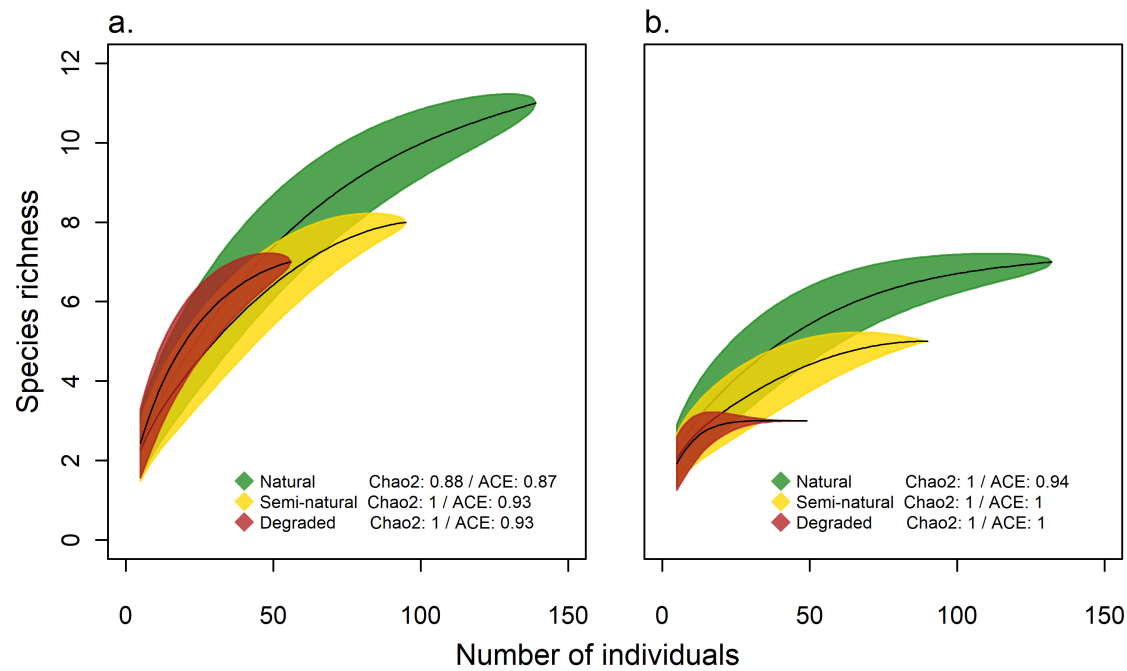 a.
b.
Species richness
12
10
8
6
4
2
0
Natural Chao2: 0.88 / ACE: 0.87
Semi-natural Chao2: 1 / ACE: 0.93
Degraded Chao2: 1 / ACE: 0.93
Natural Chao2: 1 / ACE: 0.94
Semi-natural Chao2: 1 / ACE: 1
Degraded Chao2: 1 / ACE: 1
0 50 100 150
0 50 100 150
Number of individuals